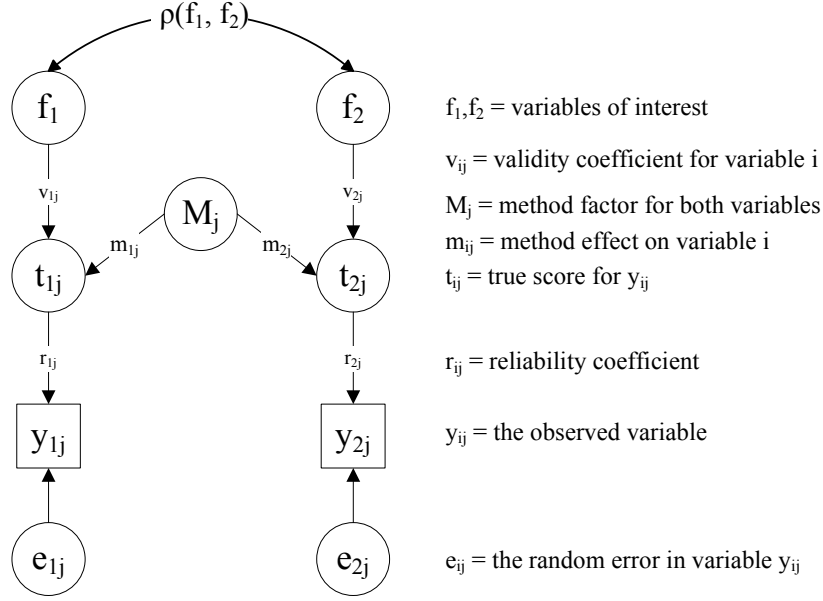 ρ(f₁, f₂)
f₁ f₂ f₁,f₂ = variables of interest
vᵢⱼ = validity coefficient for variable i
v₁ⱼ v₂ⱼ
Mⱼ Mⱼ = method factor for both variables
m₁ⱼ m₂ⱼ mᵢⱼ = method effect on variable i
t₁ⱼ t₂ⱼ tᵢⱼ = true score for yᵢⱼ
r₁ⱼ r₂ⱼ rᵢⱼ = reliability coefficient
y₁ⱼ y₂ⱼ yᵢⱼ = the observed variable
e₁ⱼ e₂ⱼ eᵢⱼ = the random error in variable yᵢⱼ